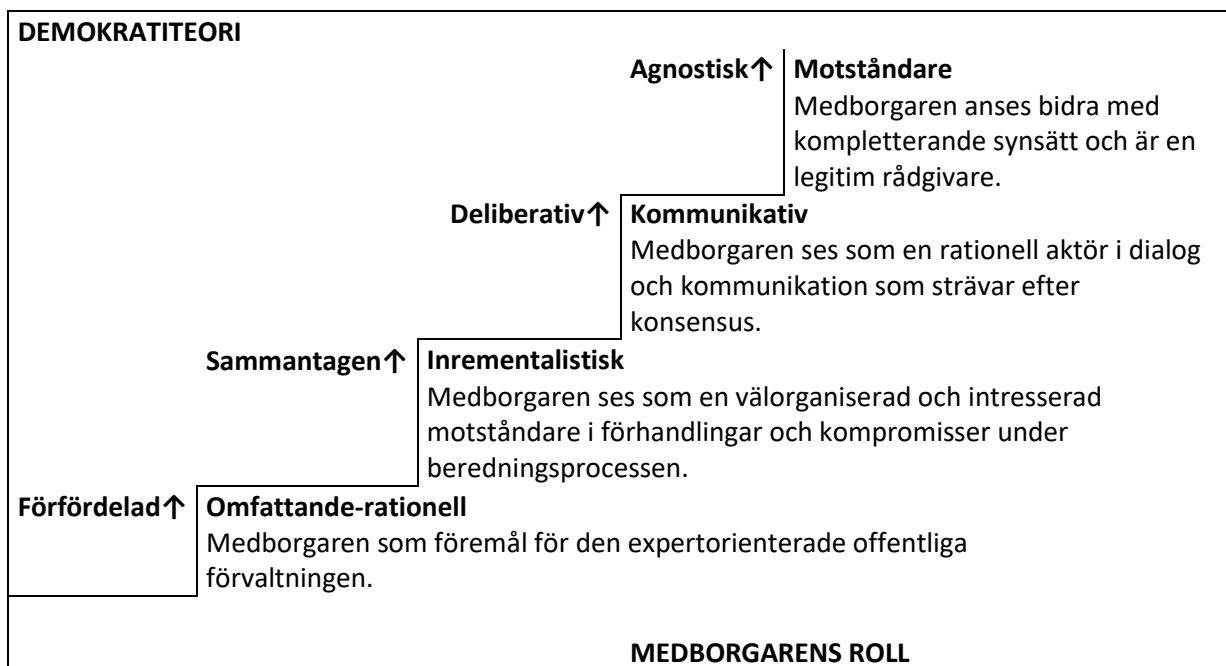 DEMOKRATITEORI
Agnostisk↑ Motståndare
Medborgaren anses bidra med
kompletterande synsätt och är en
legitim rådgivare.
Deliberativ↑ Kommunikativ
Medborgaren ses som en rationell aktör i dialog
och kommunikation som strävar efter
konsensus.
Sammantagen↑ Inrementalistisk
Medborgaren ses som en välorganiserad och intresserad
motståndare i förhandlingar och kompromisser under
beredningsprocessen.
Förfördelad↑ Omfattande-rationell
Medborgaren som föremål för den expertorienterade offentliga
förvaltningen.
MEDBORGARENS ROLL